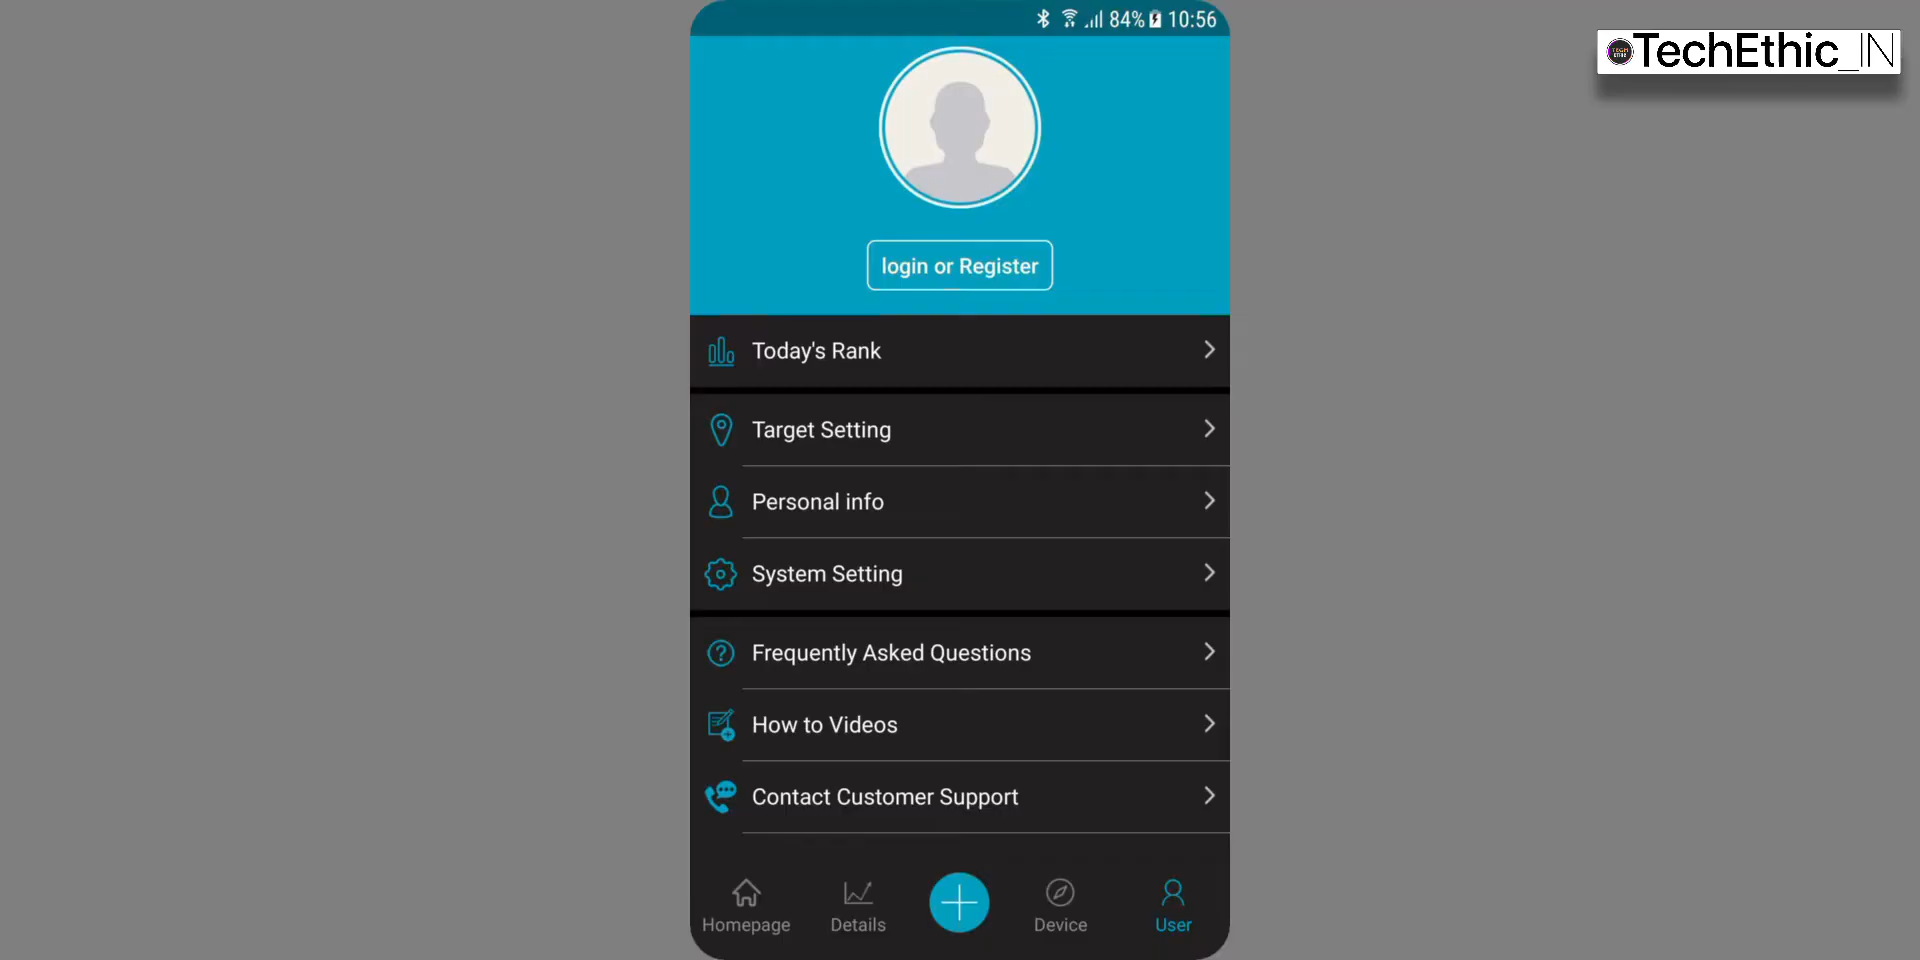 84% 10:56
TechEthic_IN
login or Register
Today's Rank
Target Setting
Personal info
System Setting
Frequently Asked Questions
How to Videos
Contact Customer Support
Homepage Details Device User